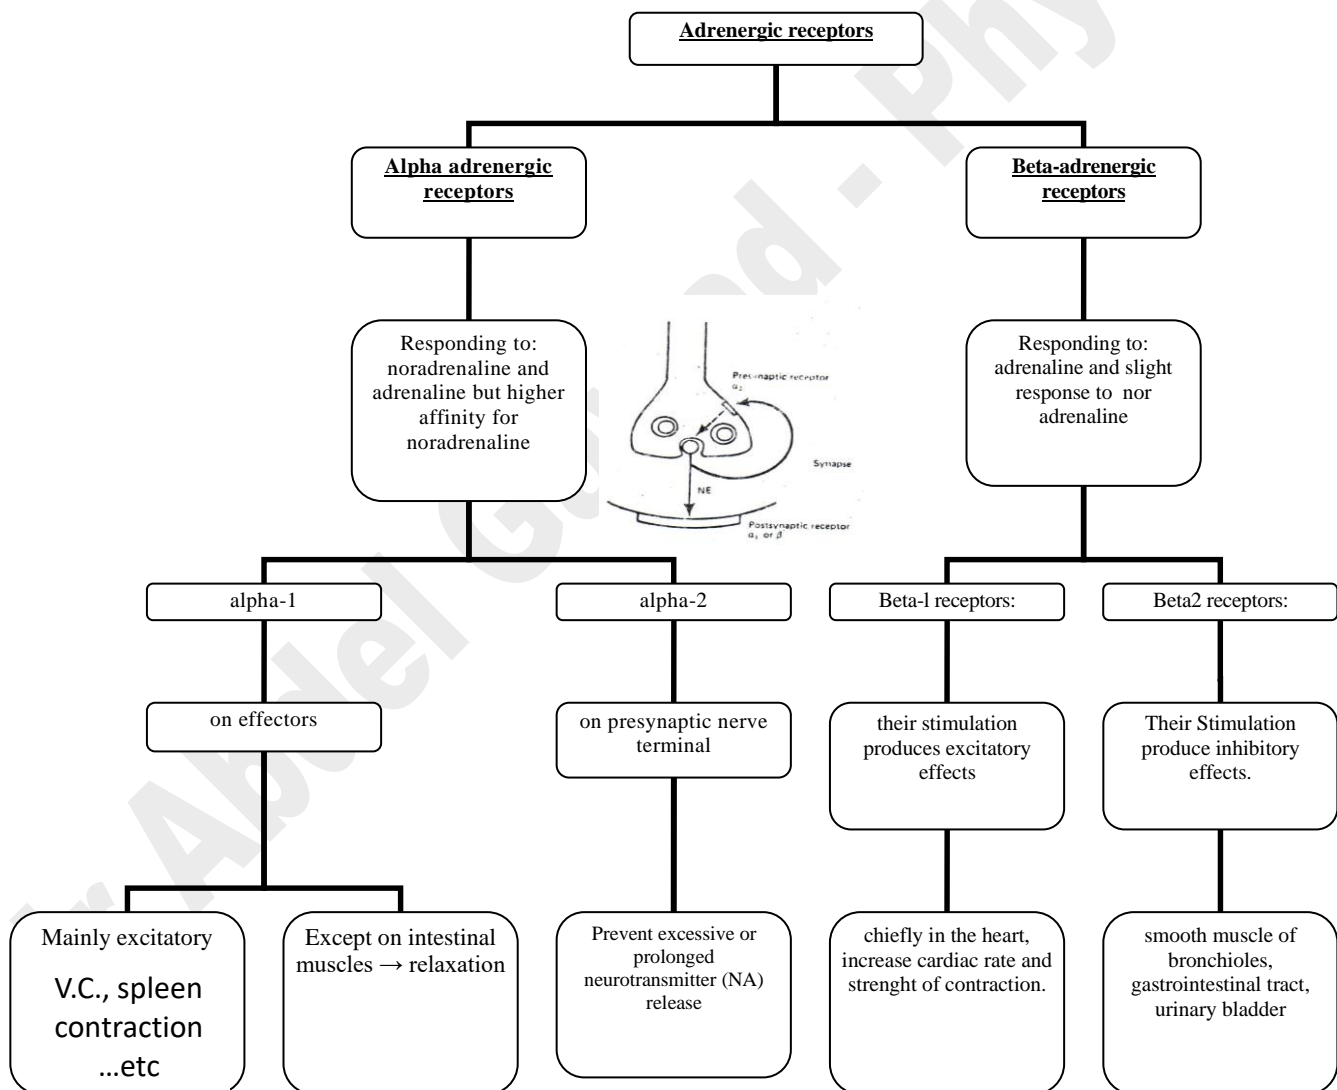 Adrenergic receptors
Alpha adrenergic
receptors
Beta-adrenergic
receptors
Responding to:
noradrenaline and
adrenaline but higher
affinity for
noradrenaline
Presynaptic receptor
α₂
Synapse
NE
Postsynaptic receptor
α₁ or β
Responding to:
adrenaline and slight
response to nor
adrenaline
alpha-1
alpha-2
Beta-l receptors:
Beta2 receptors:
on effectors
on presynaptic nerve
terminal
their stimulation
produces excitatory
effects
Their Stimulation
produce inhibitory
effects.
Mainly excitatory
V.C., spleen
contraction
...etc
Except on intestinal
muscles → relaxation
Prevent excessive or
prolonged
neurotransmitter (NA)
release
chiefly in the heart,
increase cardiac rate and
strenght of contraction.
smooth muscle of
bronchioles,
gastrointestinal tract,
urinary bladder